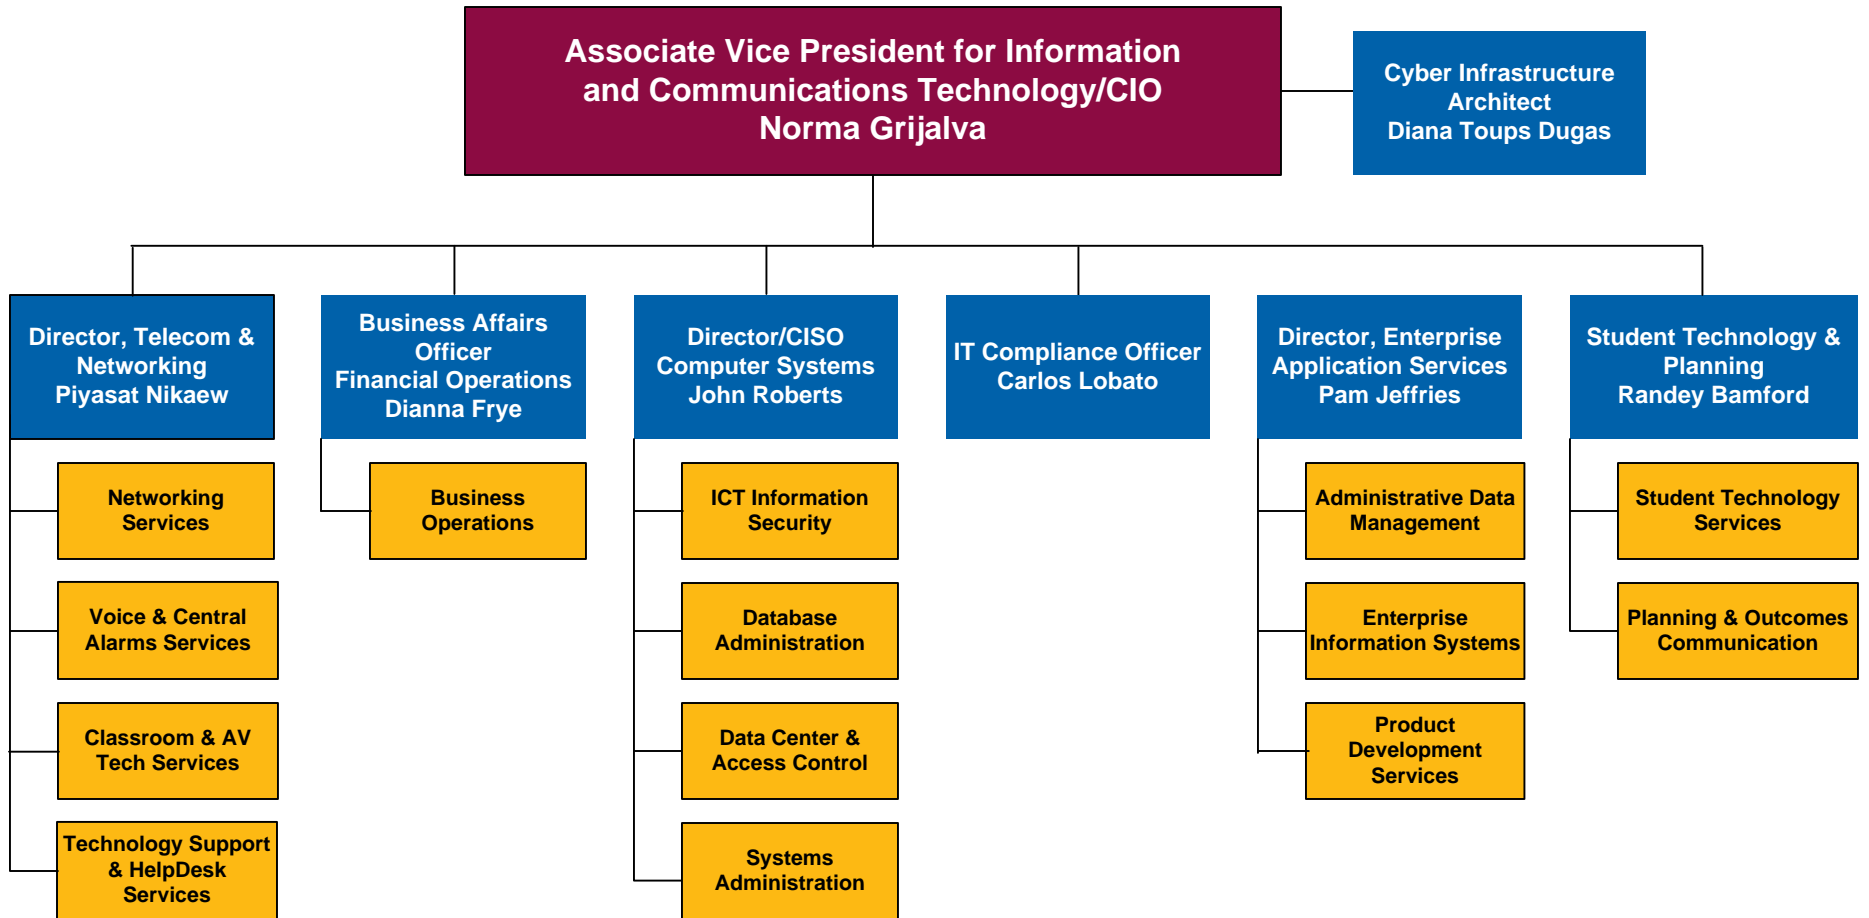 Associate Vice President for Information
and Communications Technology/CIO
Norma Grijalva
Cyber Infrastructure
Architect
Diana Toups Dugas
Director, Telecom &
Networking
Piyasat Nikaew
Business Affairs
Officer
Financial Operations
Dianna Frye
Director/CISO
Computer Systems
John Roberts
IT Compliance Officer
Carlos Lobato
Director, Enterprise
Application Services
Pam Jeffries
Student Technology &
Planning
Randey Bamford
Networking
Services
Business
Operations
ICT Information
Security
Administrative Data
Management
Student Technology
Services
Voice & Central
Alarms Services
Database
Administration
Enterprise
Information Systems
Planning & Outcomes
Communication
Classroom & AV
Tech Services
Data Center &
Access Control
Product
Development
Services
Technology Support
& HelpDesk
Services
Systems
Administration